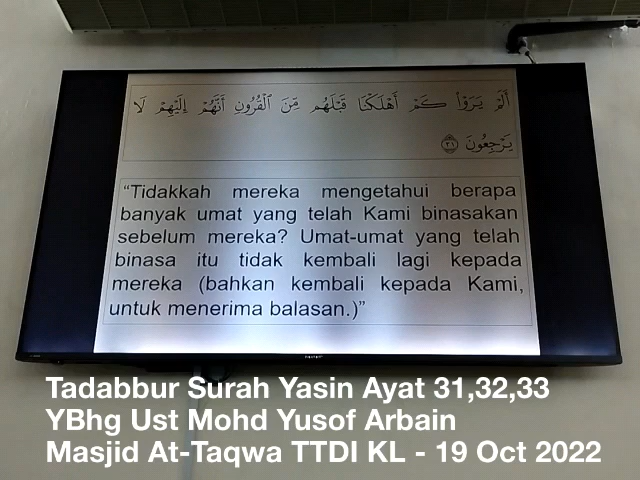 أَلَمْ يَرَوْا۟ كَمْ أَهْلَكْنَا قَبْلَهُم مِّنَ ٱلْقُرُونِ أَنَّهُمْ إِلَيْهِمْ لَا
يَرْجِعُونَ ٣١
“Tidakkah mereka mengetahui berapa
banyak umat yang telah Kami binasakan
sebelum mereka? Umat-umat yang telah
binasa itu tidak kembali lagi kepada
mereka (bahkan kembali kepada Kami,
untuk menerima balasan.)”
Tadabbur Surah Yasin Ayat 31,32,33
YBhg Ust Mohd Yusof Arbain
Masjid At-Taqwa TTDI KL - 19 Oct 2022